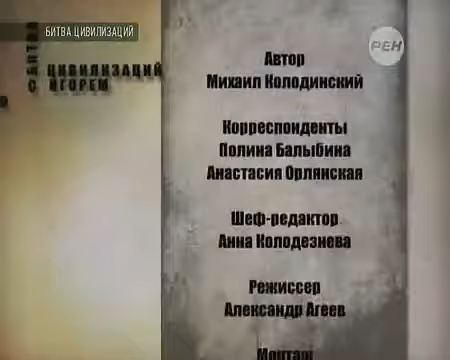 БИТВА ЦИВИЛИЗАЦИЙ
РЕН
БИТВА
ЦИВИЛИЗАЦИЙ
С ИГОРЕМ
Автор
Михаил Колодинский
Корреспонденты
Полина Балыбина
Анастасия Орлянская
Шеф-редактор
Анна Колодезнева
Режиссер
Александр Агеев
Монтаж